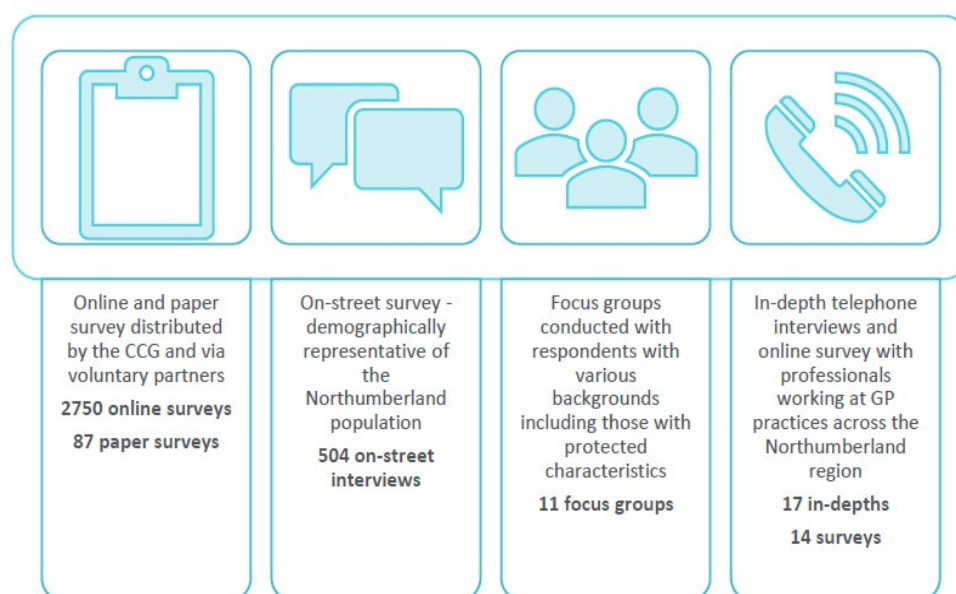 Online and paper
survey distributed
by the CCG and via
voluntary partners
2750 online surveys
87 paper surveys
On-street survey -
demographically
representative of
the
Northumberland
population
504 on-street
interviews
Focus groups
conducted with
respondents with
various
backgrounds
including those with
protected
characteristics
11 focus groups
In-depth telephone
interviews and
online survey with
professionals
working at GP
practices across the
Northumberland
region
17 in-depths
14 surveys